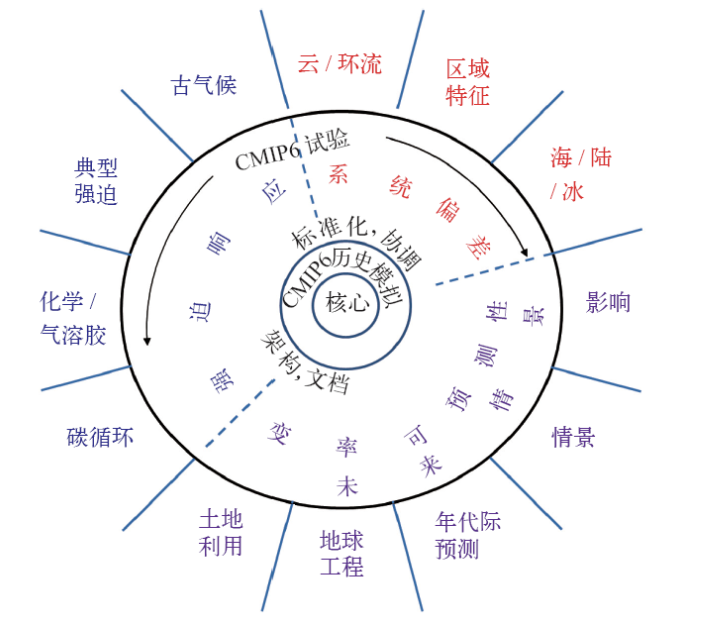 云 / 环流
区域
特征
海 / 陆
/ 冰
影响
情景
年代际
预测
地球
工程
土地
利用
碳循环
化学 /
气溶胶
典型
强迫
古气候
CMIP6 试验
系统偏差
强迫响应
变率可预测性
未来情景
标准化,协调
CMIP6历史模拟
核心
架构,文档